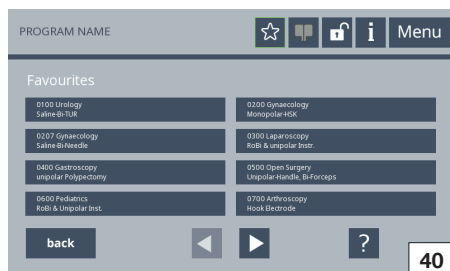 PROGRAM NAME
i
Menu
Favourites
0100 Urology
Saline-Bi-TUR
0200 Gynaecology
Monopolar-HSK
0207 Gynaecology
Saline-Bi-Needle
0300 Laparoscopy
RoBi & unipolar Instr.
0400 Gastroscopy
unipolar Polypectomy
0500 Open Surgery
Unipolar-Handle, Bi-Forceps
0600 Pediatrics
RoBi & Unipolar Inst.
0700 Arthroscopy
Hook Electrode
back
?
40